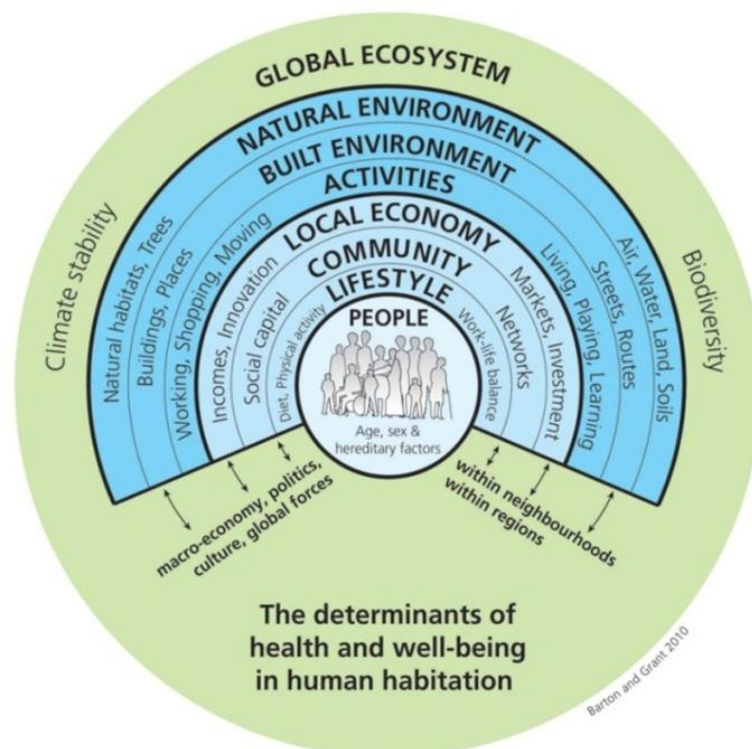 GLOBAL ECOSYSTEM
NATURAL ENVIRONMENT
BUILT ENVIRONMENT
ACTIVITIES
LOCAL ECONOMY
COMMUNITY
LIFESTYLE
PEOPLE
Age, sex &
hereditary factors
Climate stability
Natural habitats, Trees
Buildings, Places
Working, Shopping, Moving
Incomes, Innovation
Social capital
Diet, Physical activity
Work-life balance
Networks
Markets, Investment
Living, Playing, Learning
Streets, Routes
Air, Water, Land, Soils
Biodiversity
macro-economy, politics,
culture, global forces
within neighbourhoods
within regions
The determinants of
health and well-being
in human habitation
Barton and Grant 2010